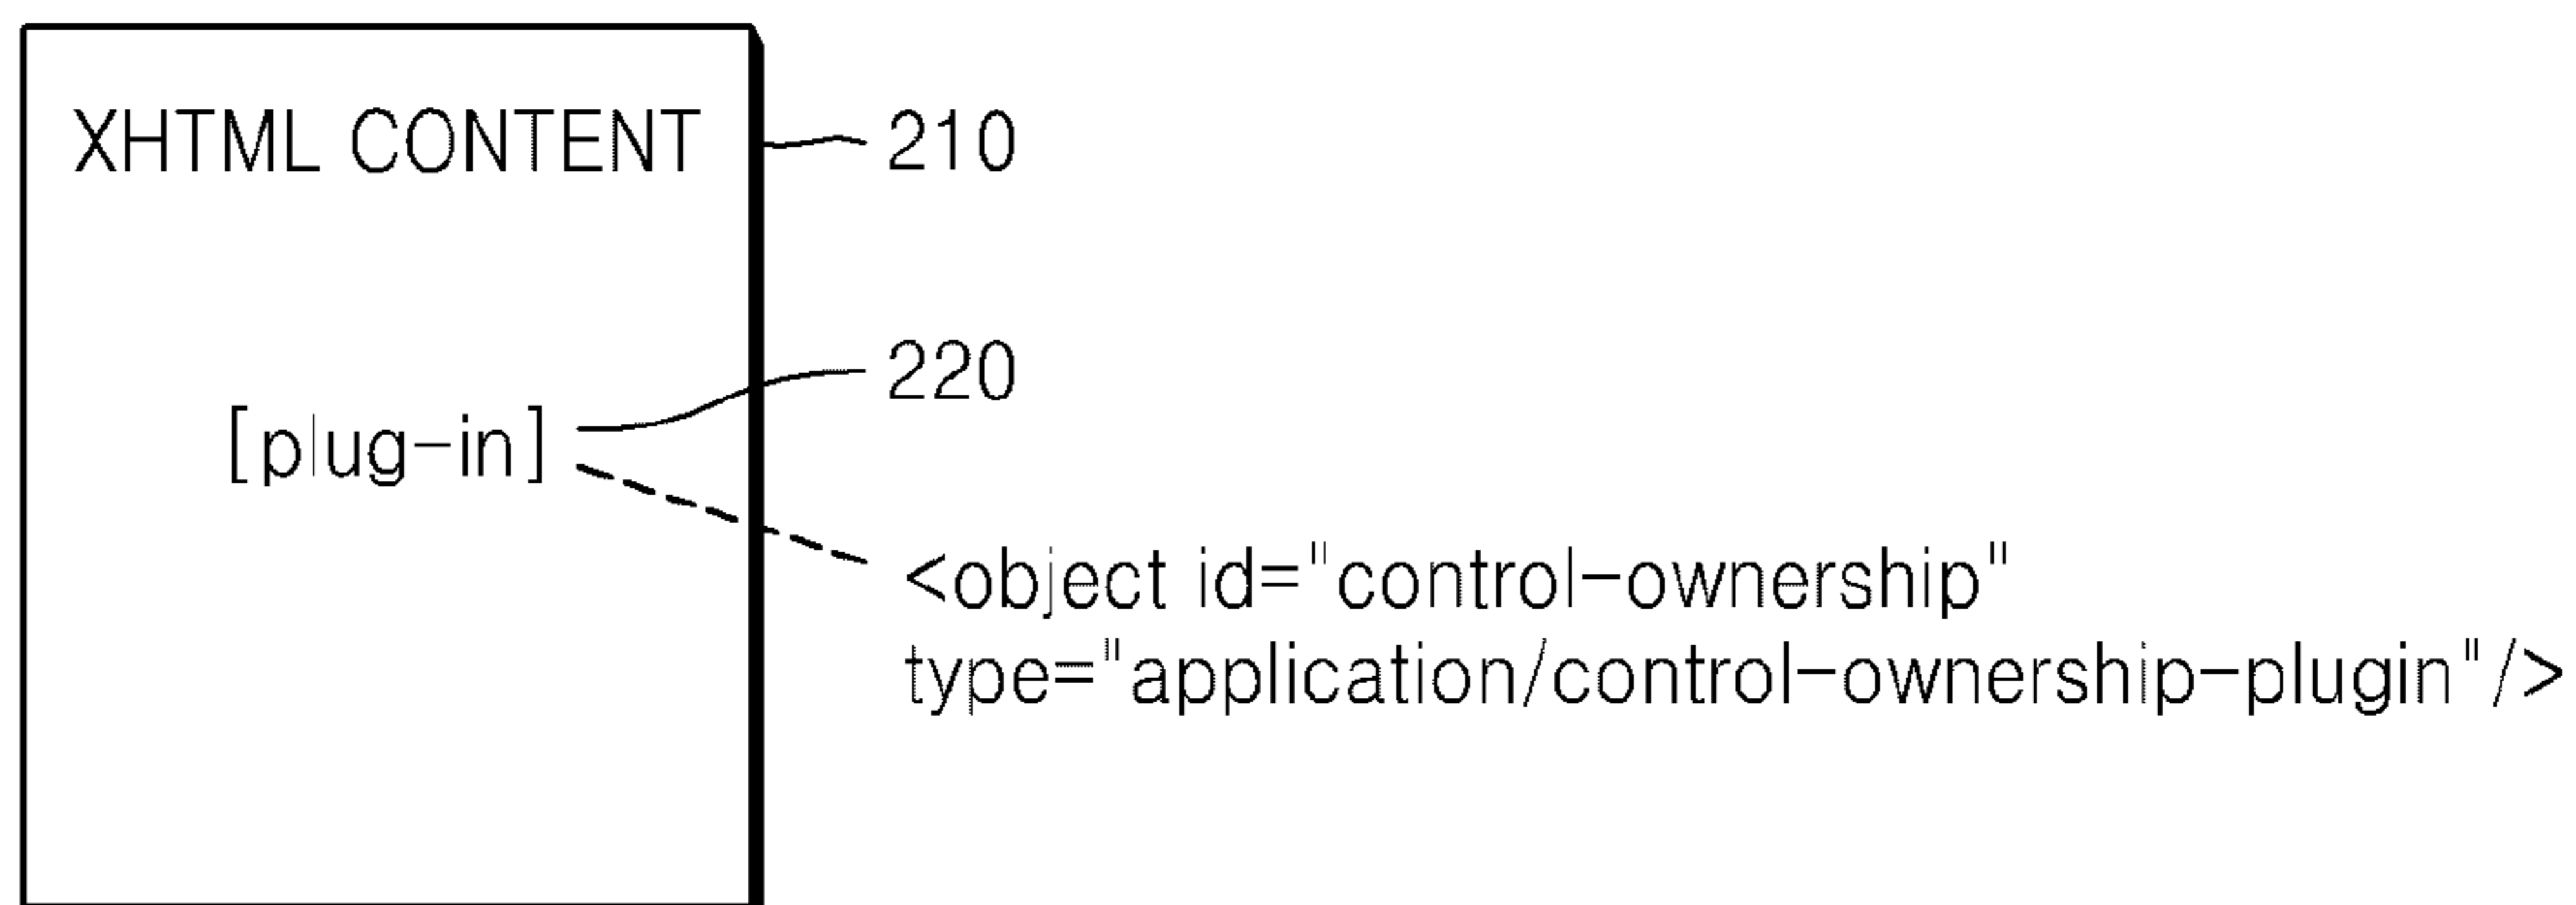 XHTML CONTENT
210
220
[plug-in]
<object id="control-ownership"
type="application/control-ownership-plugin"/>